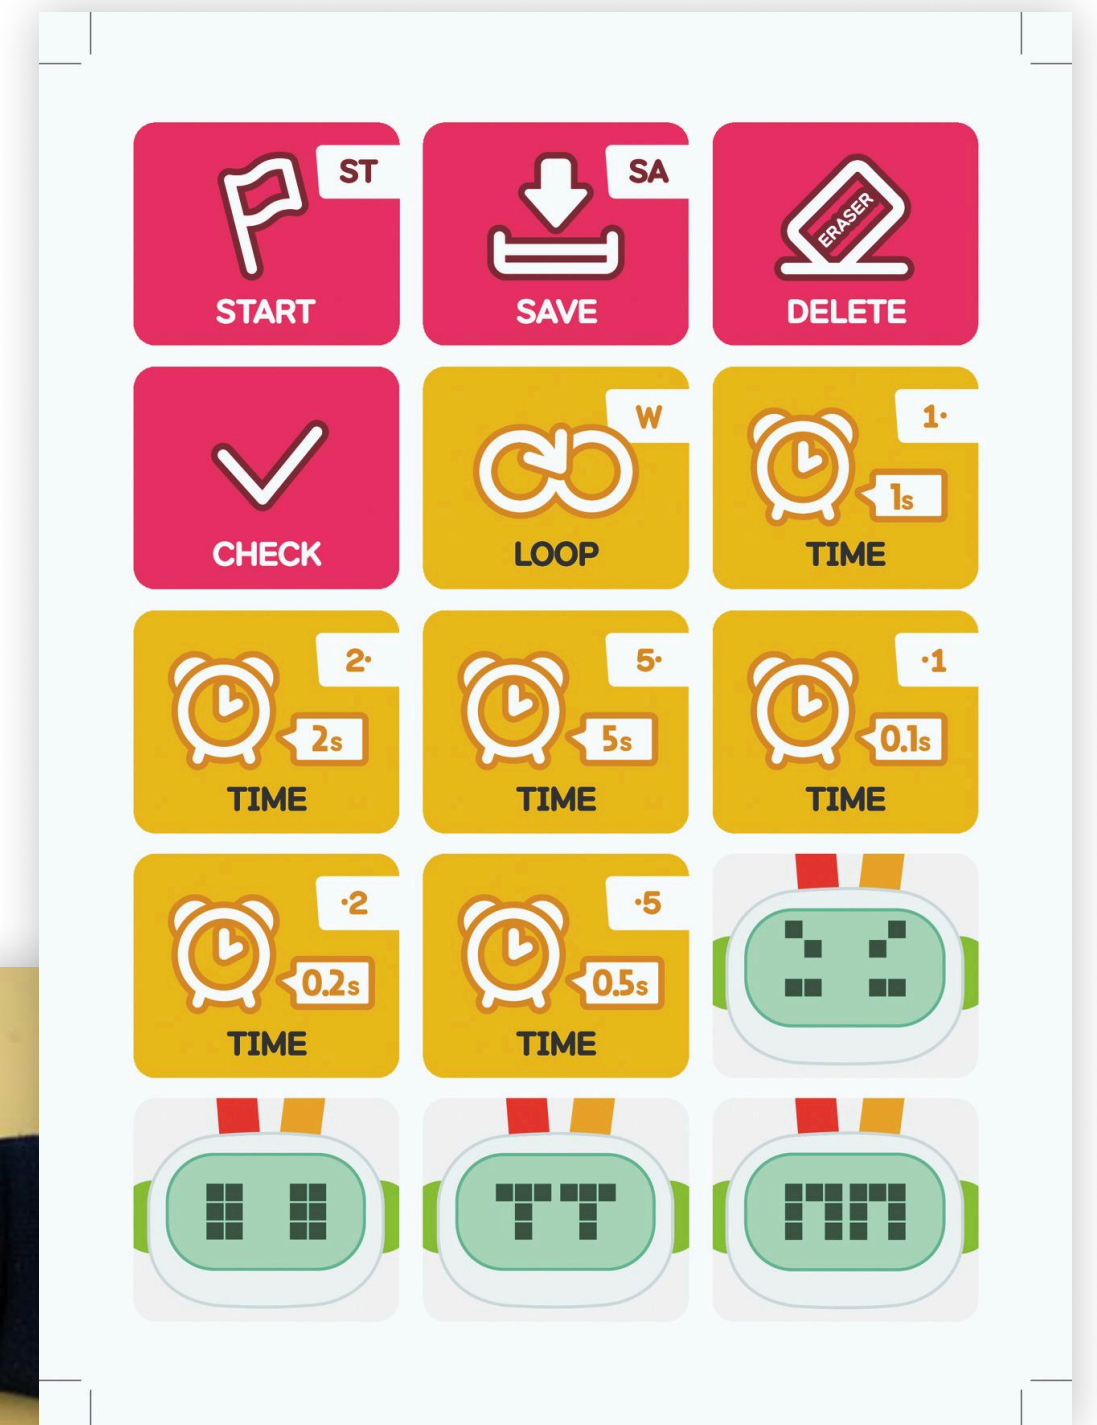 ST
START
SA
SAVE
ERASER
DELETE
CHECK
W
LOOP
1·
1s
TIME
2·
2s
TIME
5·
5s
TIME
·1
0.1s
TIME
·2
0.2s
TIME
·5
0.5s
TIME